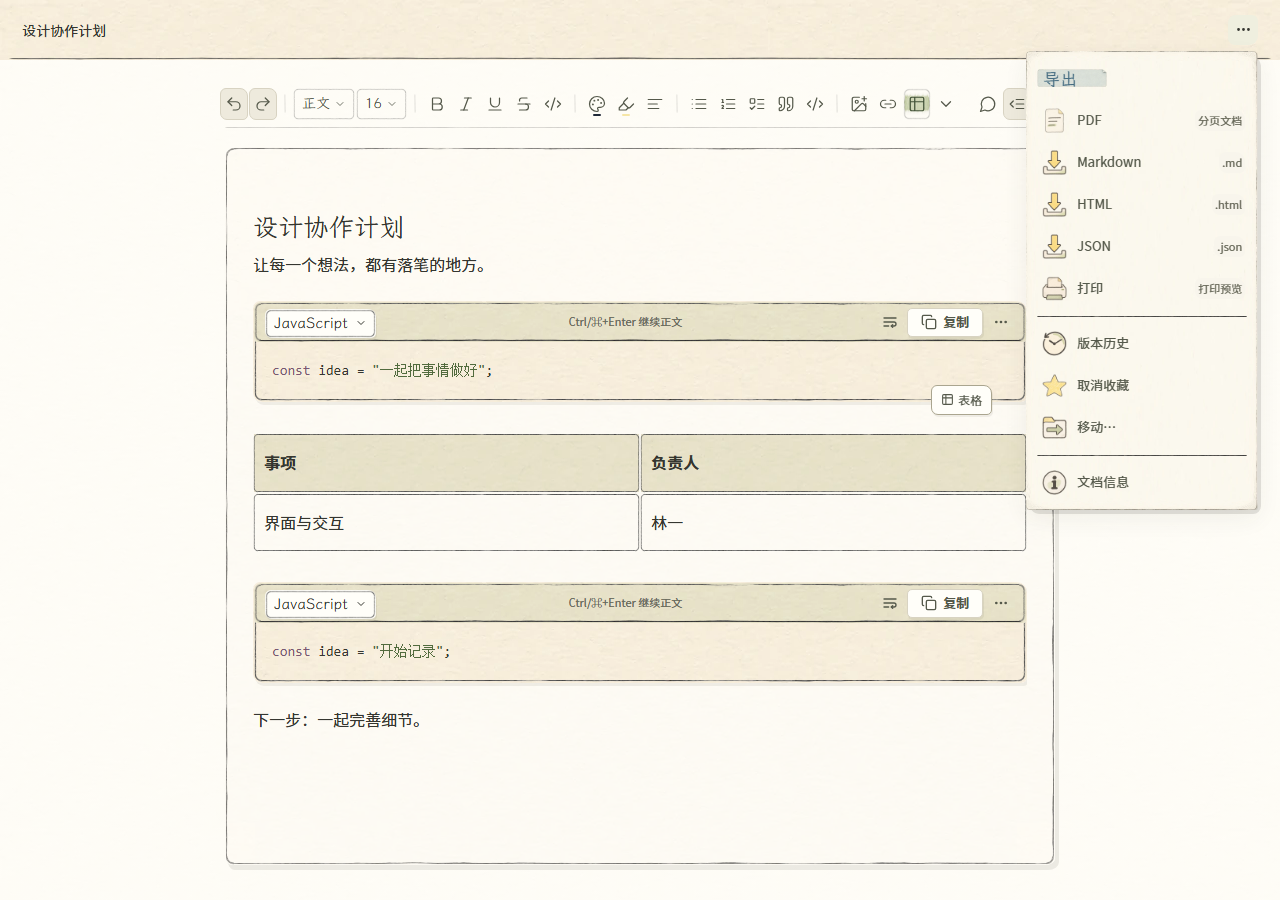 设计协作计划
导出
PDF 分页文档
Markdown .md
HTML .html
JSON .json
打印 打印预览
版本历史
取消收藏
移动…
文档信息
正文 16
设计协作计划
让每一个想法，都有落笔的地方。
JavaScript Ctrl/⌘+Enter 继续正文 复制
const idea = "一起把事情做好";
表格
事项 负责人
界面与交互 林一
JavaScript Ctrl/⌘+Enter 继续正文 复制
const idea = "开始记录";
下一步：一起完善细节。